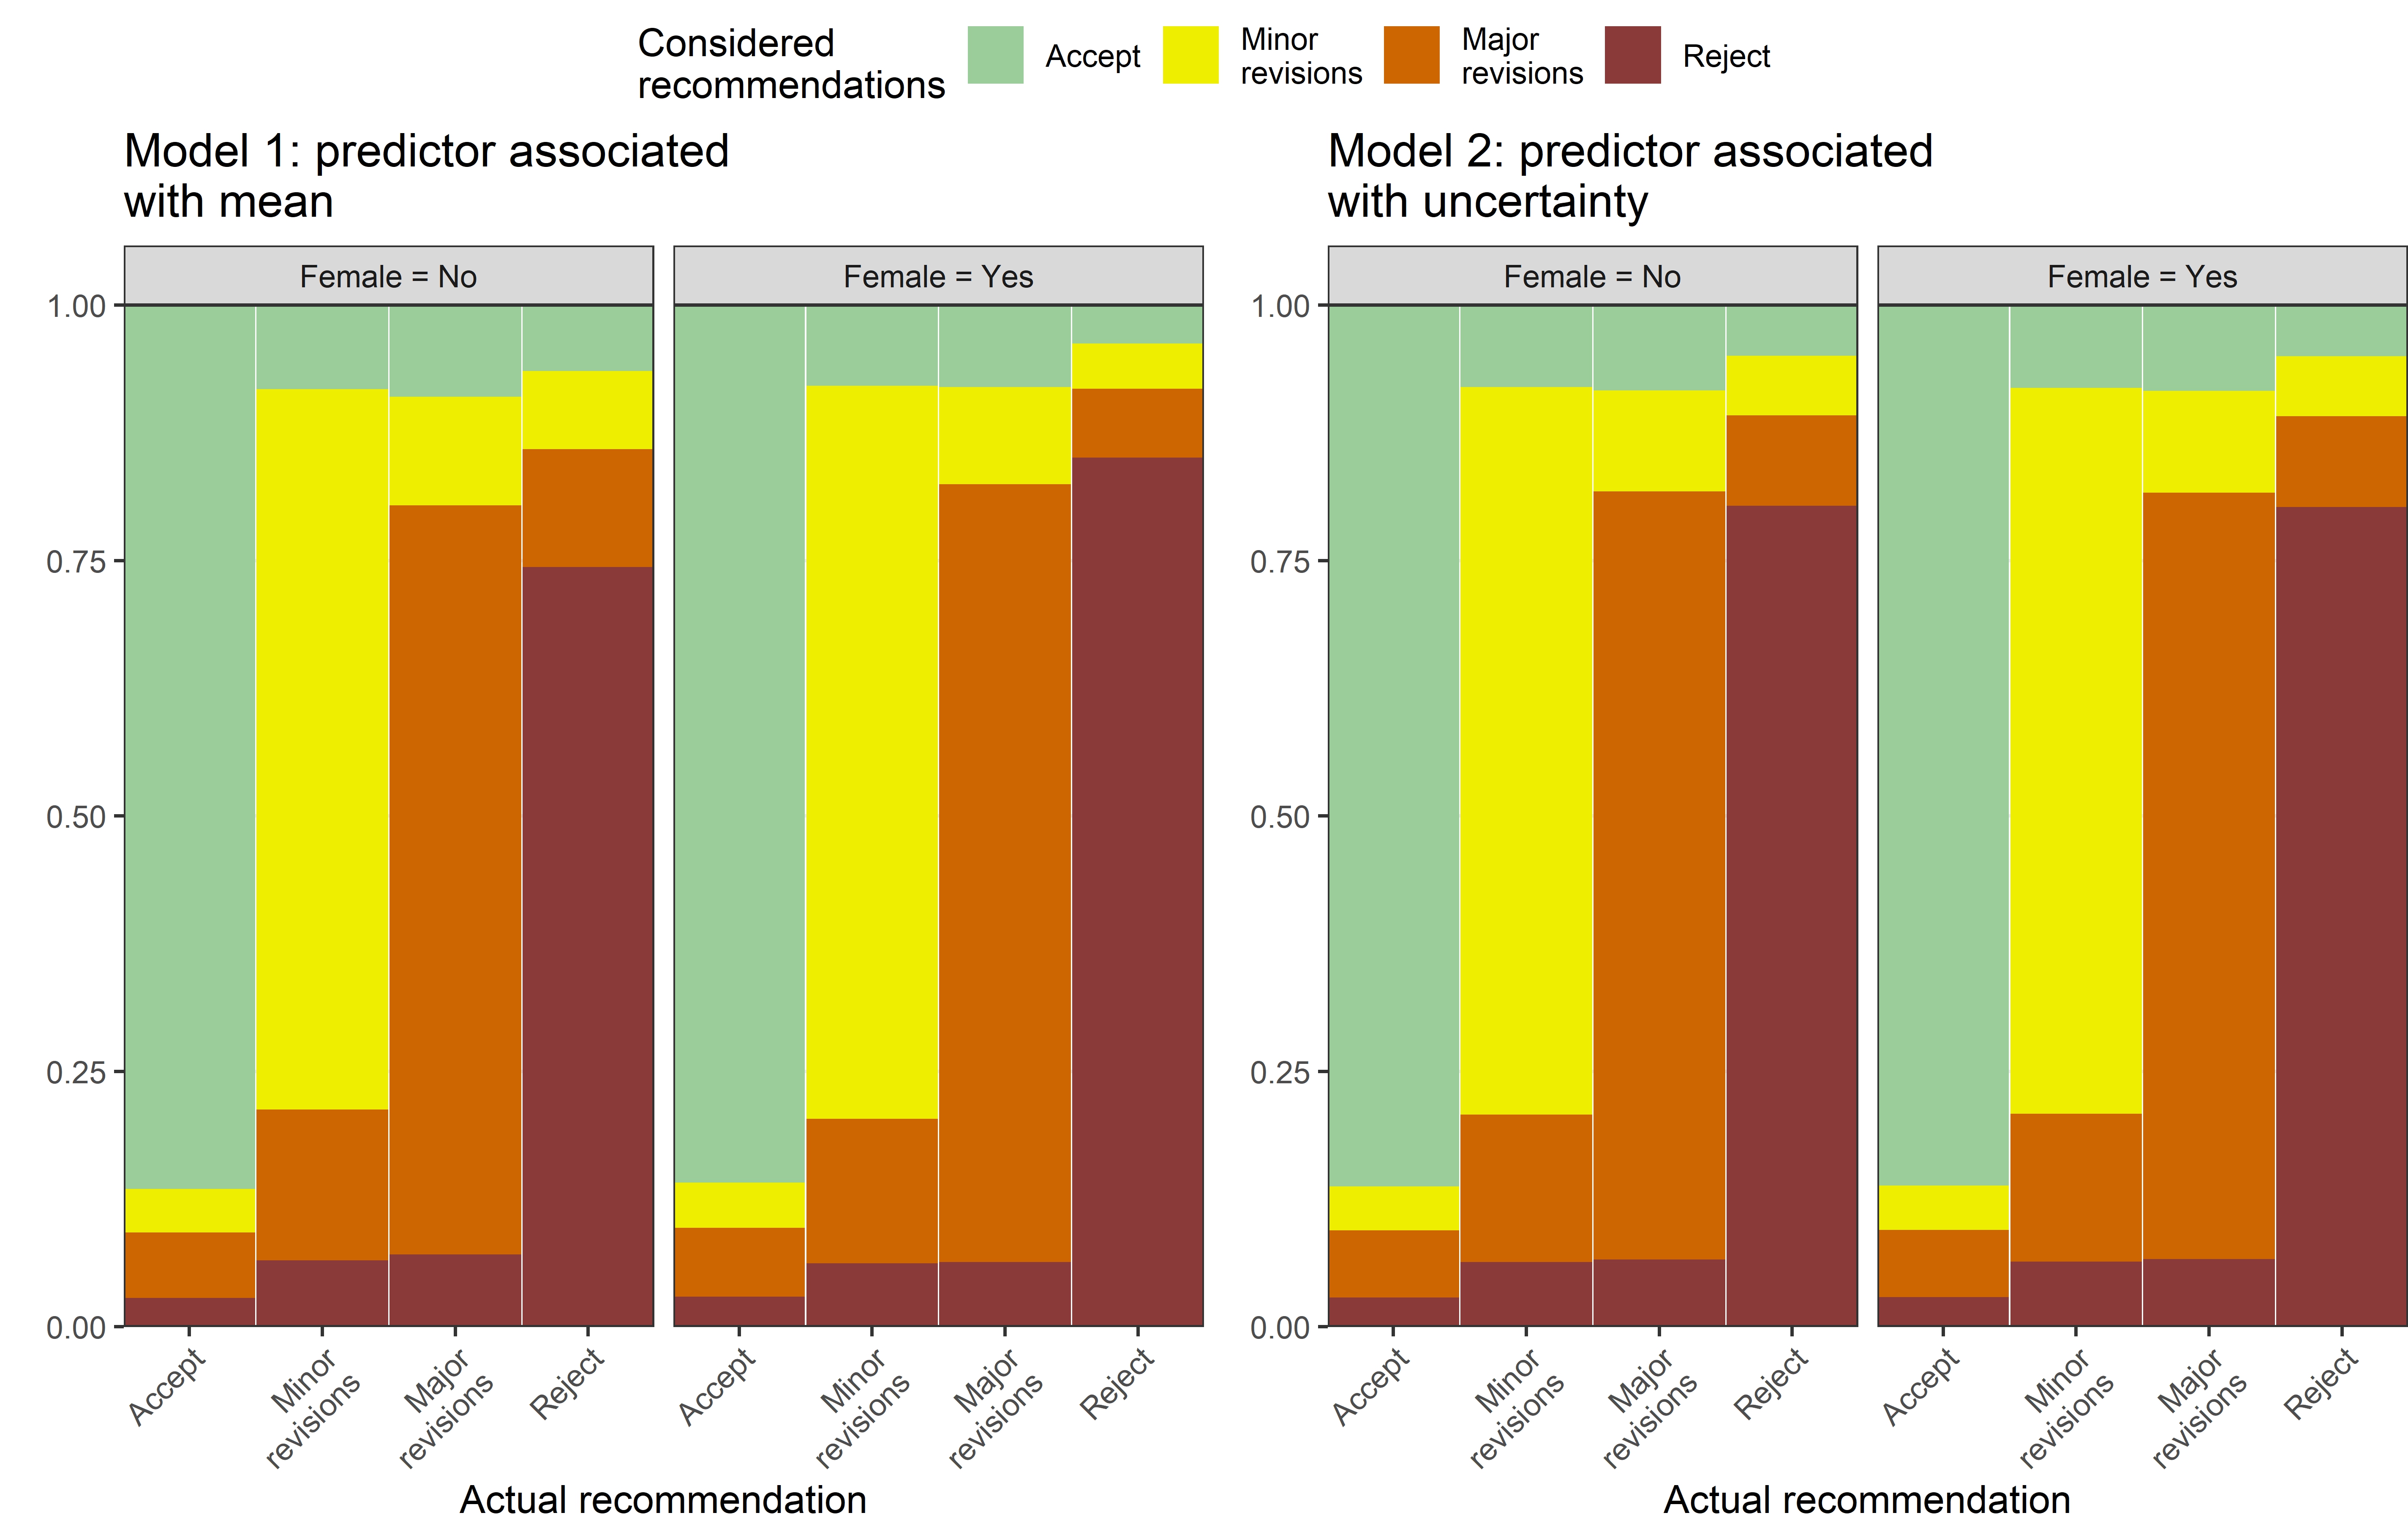 Considered
recommendations
Accept
Minor
revisions
Major
revisions
Reject
Model 1: predictor associated
with mean
Model 2: predictor associated
with uncertainty
Female = No
Female = Yes
Female = No
Female = Yes
1.00
0.75
0.50
0.25
0.00
1.00
0.75
0.50
0.25
0.00
Accept
Minor
revisions
Major
revisions
Reject
Accept
Minor
revisions
Major
revisions
Reject
Accept
Minor
revisions
Major
revisions
Reject
Accept
Minor
revisions
Major
revisions
Reject
Actual recommendation
Actual recommendation